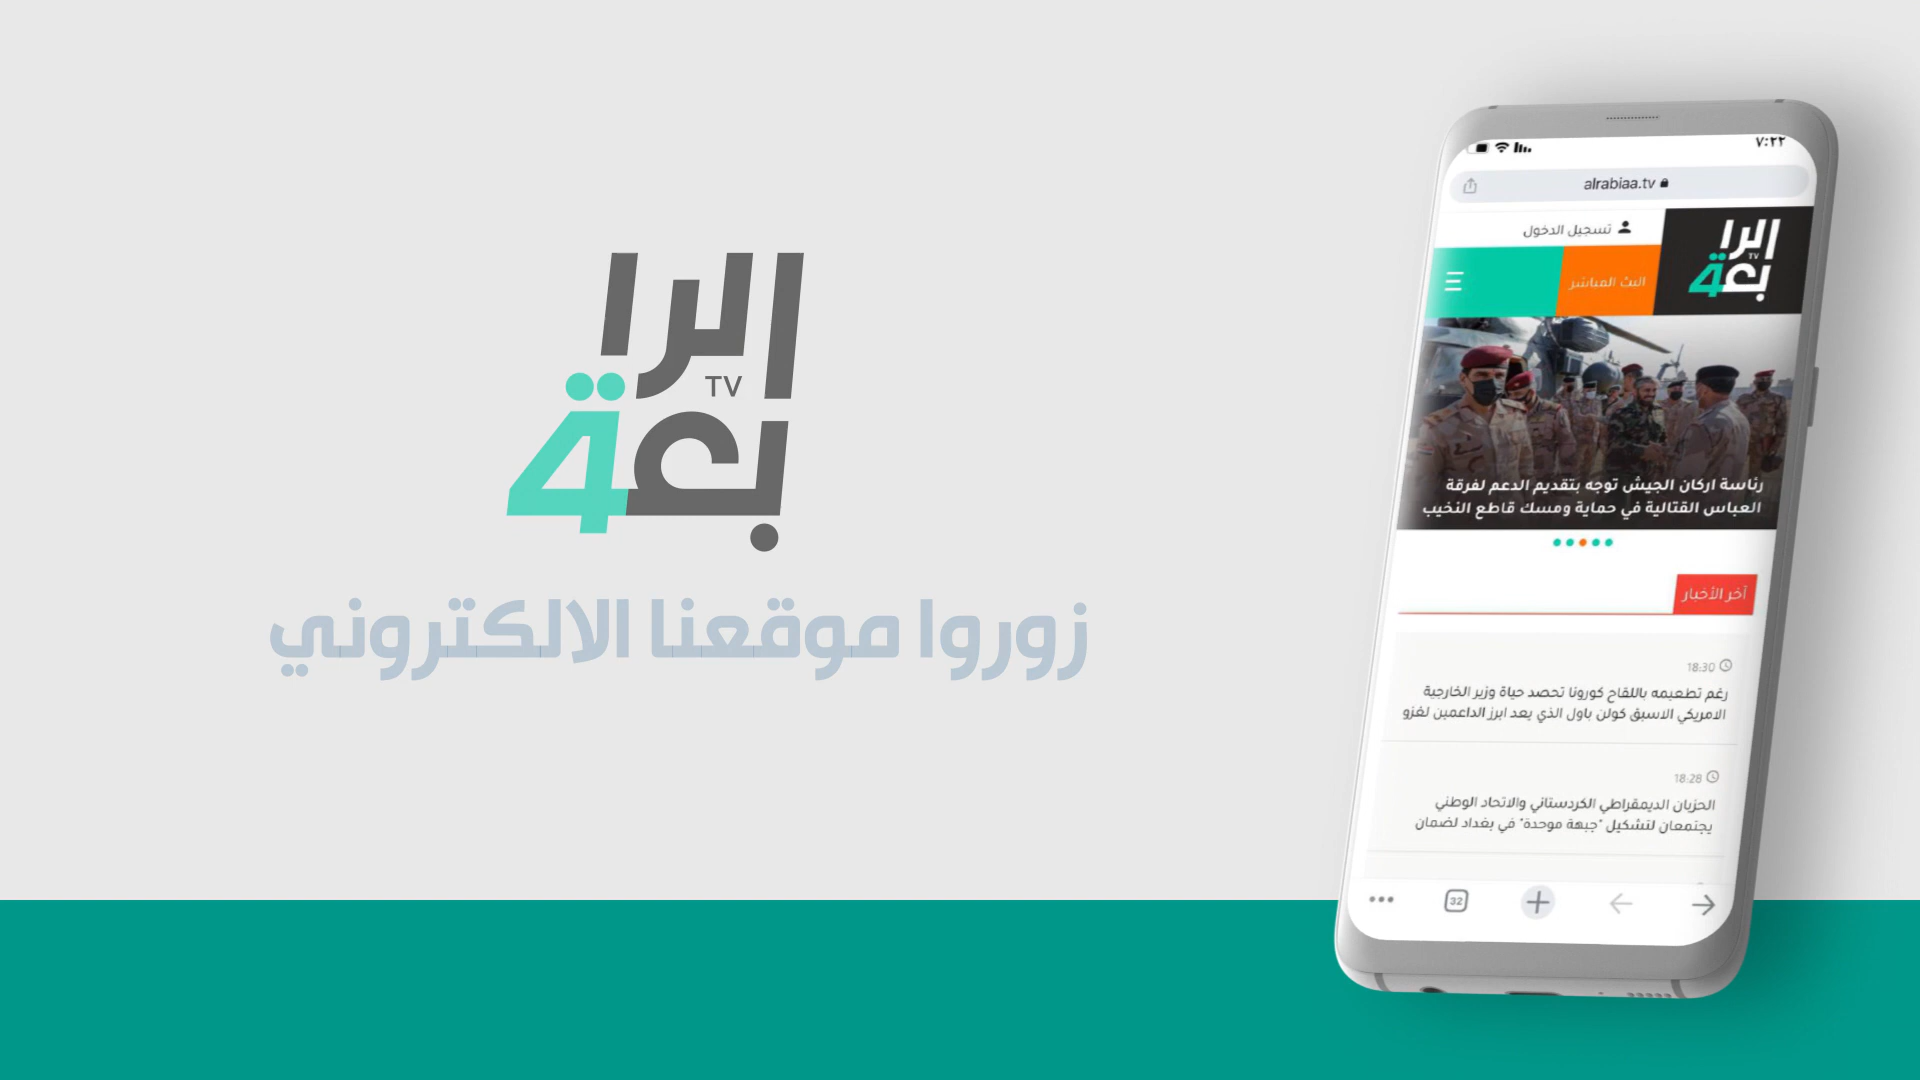 الرا
TV
بعة
زوروا موقعنا الالكتروني
٧:٢٢
alrabiaa.tv
تسجيل الدخول
الرا
TV
بعة
البث المباشر
رئاسة اركان الجيش توجه بتقديم الدعم لفرقة
العباس القتالية في حماية ومسك قاطع النخيب
آخر الأخبار
18:30
رغم تطعيمه باللقاح كورونا تحصد حياة وزير الخارجية
الامريكي الاسبق كولن باول الذي يعد ابرز الداعمين لغزو
18:28
الحزبان الديمقراطي الكردستاني والاتحاد الوطني
يجتمعان لتشكيل "جبهة موحدة" في بغداد لضمان
32